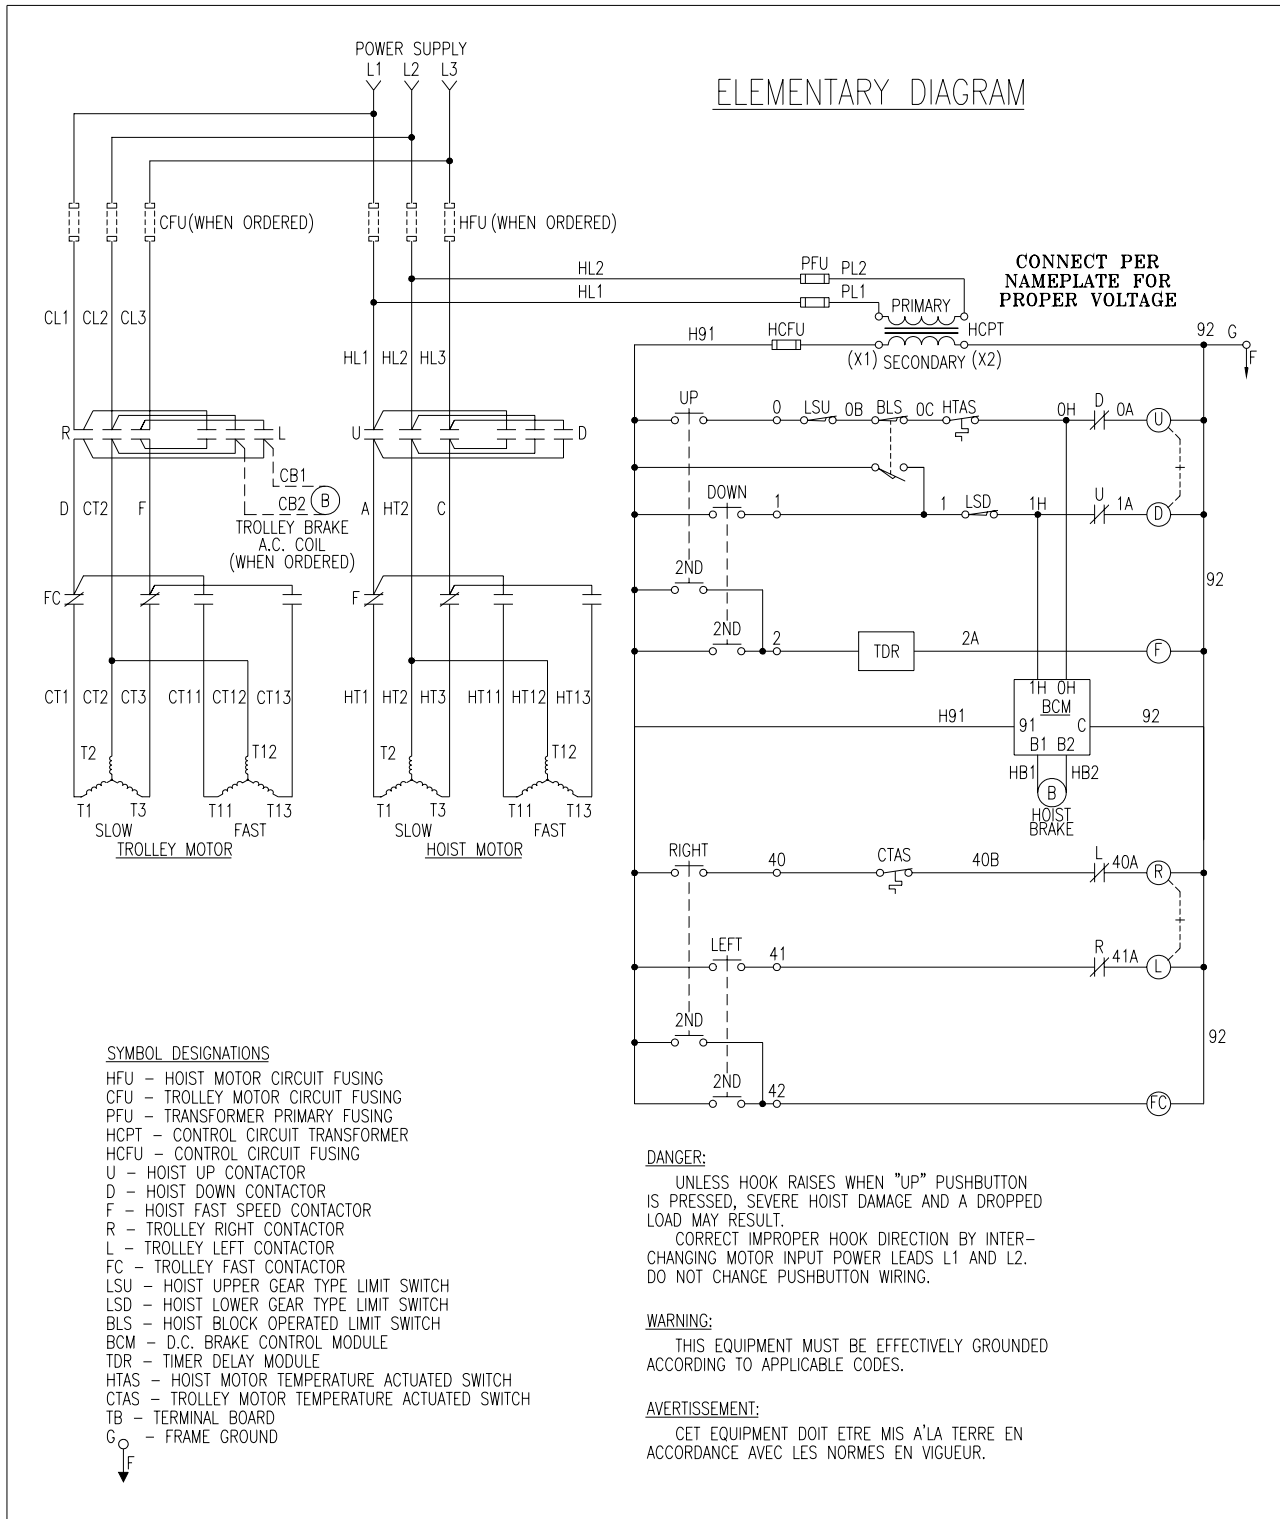 POWER SUPPLY
L1 L2 L3
ELEMENTARY DIAGRAM
CFU(WHEN ORDERED)
HFU (WHEN ORDERED)
HL2
PFU PL2
HL1
PL1
CONNECT PER
NAMEPLATE FOR
PROPER VOLTAGE
CL1 CL2 CL3
PRIMARY
HCPT
H91 HCFU
92 G
F
HL1 HL2 HL3
(X1) SECONDARY (X2)
UP
0 LSU 0B BLS 0C HTAS 0H D 0A U
R L
U D
CB1
CB2 B
TROLLEY BRAKE
A.C. COIL
(WHEN ORDERED)
D CT2 F
A HT2 C
DOWN
1 1 LSD 1H U 1A D
FC
F
2ND
92
2ND
2 TDR 2A F
CT1 CT2 CT3 CT11 CT12 CT13
HT1 HT2 HT3 HT11 HT12 HT13
1H 0H
BCM
H91 91 C 92
B1 B2
HB1 HB2
B
HOIST
BRAKE
T2 T12
T2 T12
T1 T3 T11 T13
T1 T3 T11 T13
SLOW FAST
SLOW FAST
TROLLEY MOTOR
HOIST MOTOR
RIGHT
40 CTAS 40B L 40A R
LEFT
41 R 41A L
2ND
92
2ND
42 FC
SYMBOL DESIGNATIONS
HFU – HOIST MOTOR CIRCUIT FUSING
CFU – TROLLEY MOTOR CIRCUIT FUSING
PFU – TRANSFORMER PRIMARY FUSING
HCPT – CONTROL CIRCUIT TRANSFORMER
HCFU – CONTROL CIRCUIT FUSING
U – HOIST UP CONTACTOR
D – HOIST DOWN CONTACTOR
F – HOIST FAST SPEED CONTACTOR
R – TROLLEY RIGHT CONTACTOR
L – TROLLEY LEFT CONTACTOR
FC – TROLLEY FAST CONTACTOR
LSU – HOIST UPPER GEAR TYPE LIMIT SWITCH
LSD – HOIST LOWER GEAR TYPE LIMIT SWITCH
BLS – HOIST BLOCK OPERATED LIMIT SWITCH
BCM – D.C. BRAKE CONTROL MODULE
TDR – TIMER DELAY MODULE
HTAS – HOIST MOTOR TEMPERATURE ACTUATED SWITCH
CTAS – TROLLEY MOTOR TEMPERATURE ACTUATED SWITCH
TB – TERMINAL BOARD
G – FRAME GROUND
F
DANGER:
UNLESS HOOK RAISES WHEN "UP" PUSHBUTTON
IS PRESSED, SEVERE HOIST DAMAGE AND A DROPPED
LOAD MAY RESULT.
CORRECT IMPROPER HOOK DIRECTION BY INTER–
CHANGING MOTOR INPUT POWER LEADS L1 AND L2.
DO NOT CHANGE PUSHBUTTON WIRING.
WARNING:
THIS EQUIPMENT MUST BE EFFECTIVELY GROUNDED
ACCORDING TO APPLICABLE CODES.
AVERTISSEMENT:
CET EQUIPMENT DOIT ETRE MIS A'LA TERRE EN
ACCORDANCE AVEC LES NORMES EN VIGUEUR.